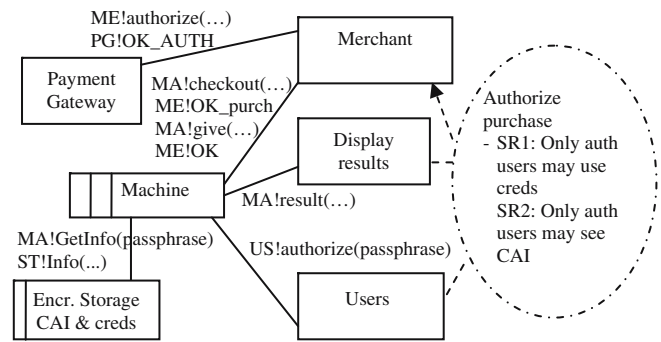 ME!authorize(…)
PG!OK_AUTH
Merchant
Payment
Gateway
MA!checkout(…)
ME!OK_purch
MA!give(…)
ME!OK
Authorize
purchase
- SR1: Only auth
users may use
creds
SR2: Only auth
users may see
CAI
Display
results
Machine
MA!result(…)
MA!GetInfo(passphrase)
ST!Info(...)
US!authorize(passphrase)
Encr. Storage
CAI & creds
Users